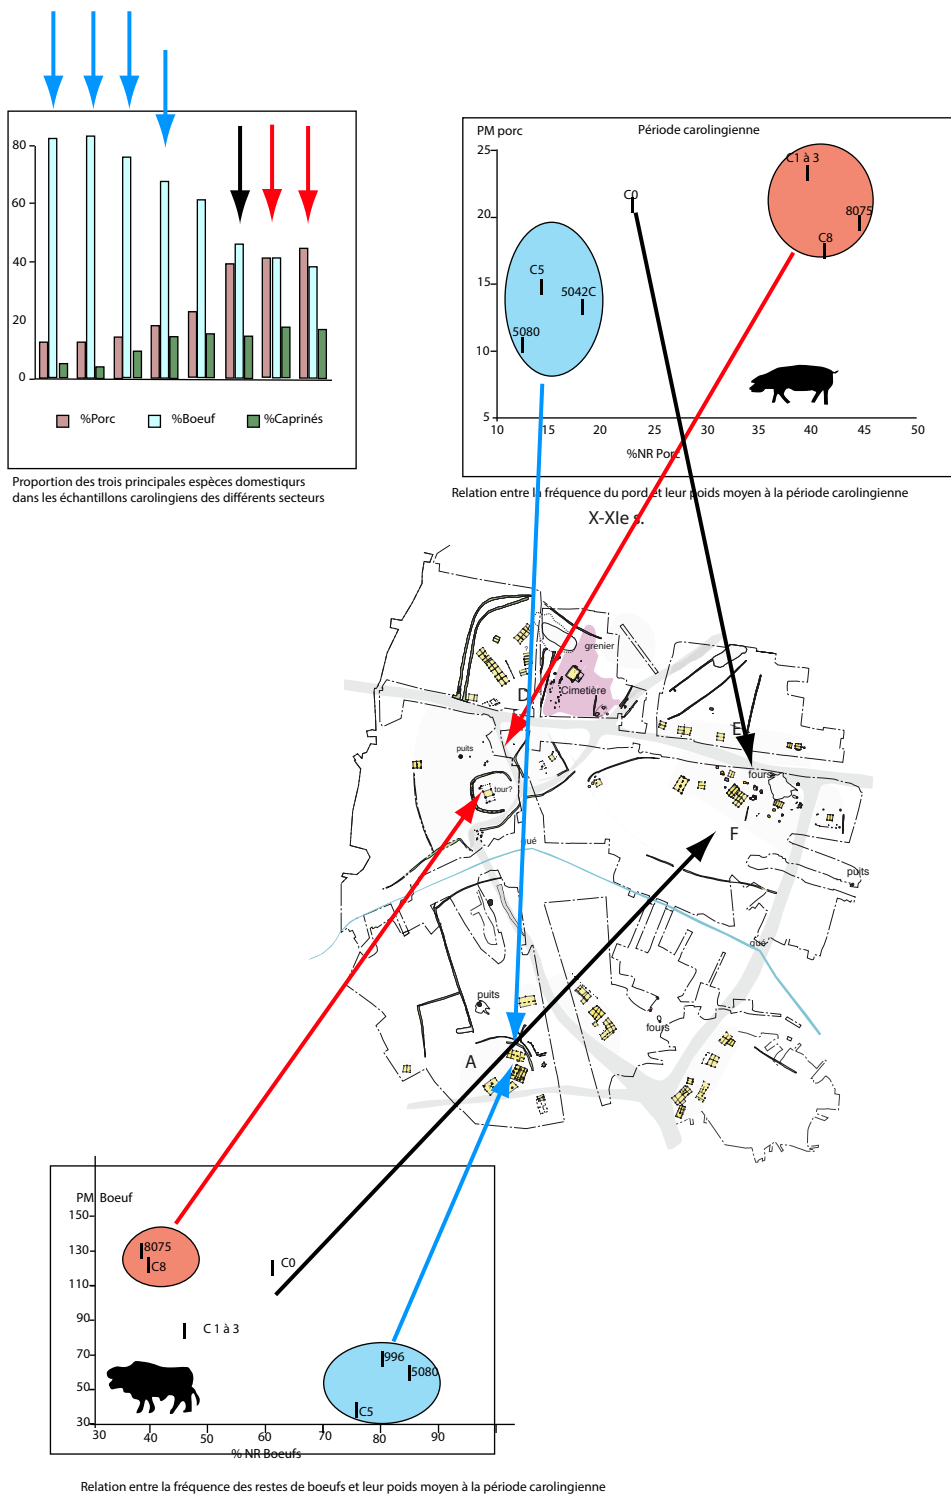 80
60
40
20
0
%Porc %Boeuf %Caprinés
Proportion des trois principales espèces domestiqurs
dans les échantillons carolingiens des différents secteurs
PM porc
Période carolingienne
25
20
15
10
5
C1 à 3
C0
8075
C8
C5
5042C
5080
10 15 20 25 30 35 40 45 50
%NR Porc
Relation entre la fréquence du pord et leur poids moyen à la période carolingienne
X-XIe s.
grenier
?
D
Cimetière
E
puits
tour?
fours
F
gué
puits
gué
puits
fours
A
PM Boeuf
150
130
110
90
70
50
30
8075
C8
C0
C 1 à 3
996
5080
C5
30 40 50 60 70 80 90
% NR Boeufs
Relation entre la fréquence des restes de boeufs et leur poids moyen à la période carolingienne